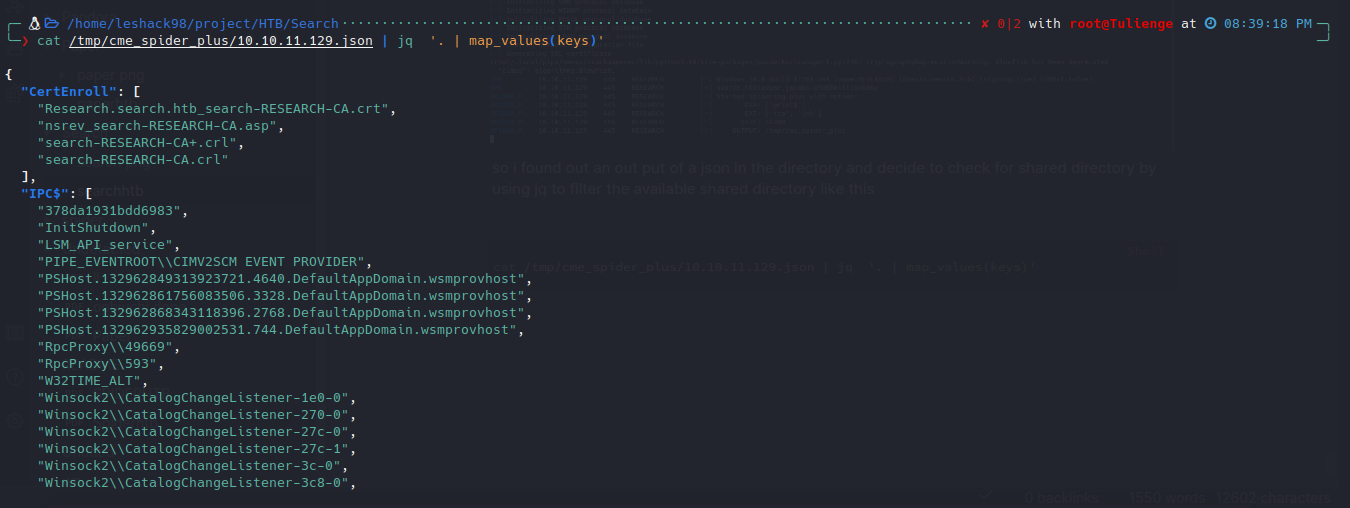 /home/leshack98/project/HTB/Search ✘ 0|2 with root@Tulienge at 08:39:18 PM
cat /tmp/cme_spider_plus/10.10.11.129.json | jq '. | map_values(keys)'
paper.png
{
"CertEnroll": [
"Research.search.htb_search-RESEARCH-CA.crt",
"nsrev_search-RESEARCH-CA.asp",
"search-RESEARCH-CA+.crl",
"search-RESEARCH-CA.crl"
],
so i found out an out put of a json in the directory and decide to check for shared directory by
using jq to filter the available shared directory like this
searchhtb
"IPC$": [
"378da1931bdd6983",
"InitShutdown",
"LSM_API_service",
"PIPE_EVENTROOT\\CIMV2SCM EVENT PROVIDER",
cat /tmp/cme_spider_plus/10.10.11.129.json | jq '. | map_values(keys)'
"PSHost.132962849313923721.4640.DefaultAppDomain.wsmprovhost",
"PSHost.132962861756083506.3328.DefaultAppDomain.wsmprovhost",
"PSHost.132962868343118396.2768.DefaultAppDomain.wsmprovhost",
"PSHost.132962935829002531.744.DefaultAppDomain.wsmprovhost",
"RpcProxy\\49669",
"RpcProxy\\593",
"W32TIME_ALT",
"Winsock2\\CatalogChangeListener-1e0-0",
"Winsock2\\CatalogChangeListener-270-0",
"Winsock2\\CatalogChangeListener-27c-0",
"Winsock2\\CatalogChangeListener-27c-1",
"Winsock2\\CatalogChangeListener-3c-0",
"Winsock2\\CatalogChangeListener-3c8-0",
0 backlinks 1550 words 12602 characters